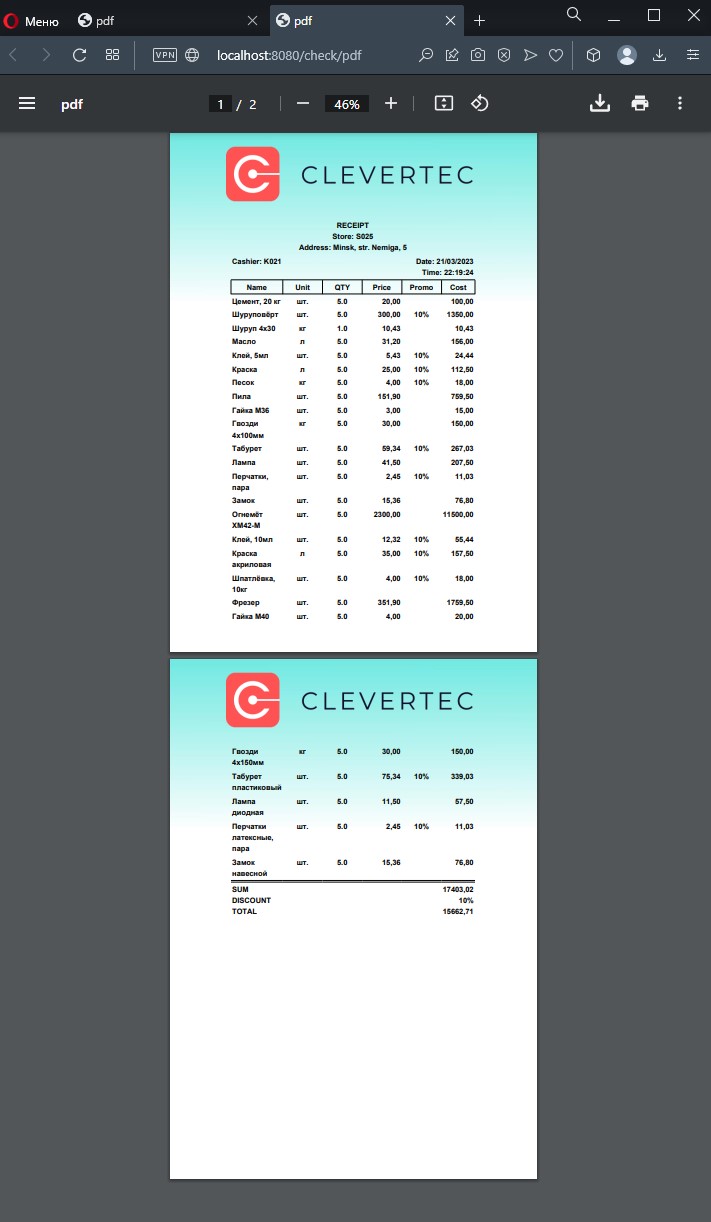 Меню pdf pdf
VPN localhost:8080/check/pdf
pdf 1 / 2 46%
CLEVERTEC
RECEIPT
Store: S025
Address: Minsk, str. Nemiga, 5
Cashier: K021 Date: 21/03/2023
Time: 22:19:24
Name Unit QTY Price Promo Cost
Цемент, 20 кг шт. 5.0 20,00 100,00
Шуруповёрт шт. 5.0 300,00 10% 1350,00
Шуруп 4х30 кг 1.0 10,43 10,43
Масло л 5.0 31,20 156,00
Клей, 5мл шт. 5.0 5,43 10% 24,44
Краска л 5.0 25,00 10% 112,50
Песок кг 5.0 4,00 10% 18,00
Пила шт. 5.0 151,90 759,50
Гайка М36 шт. 5.0 3,00 15,00
Гвозди кг 5.0 30,00 150,00
4х100мм
Табурет шт. 5.0 59,34 10% 267,03
Лампа шт. 5.0 41,50 207,50
Перчатки, шт. 5.0 2,45 10% 11,03
пара
Замок шт. 5.0 15,36 76,80
Огнемёт шт. 5.0 2300,00 11500,00
ХМ42-М
Клей, 10мл шт. 5.0 12,32 10% 55,44
Краска л 5.0 35,00 10% 157,50
акриловая
Шпатлёвка, шт. 5.0 4,00 10% 18,00
10кг
Фрезер шт. 5.0 351,90 1759,50
Гайка М40 шт. 5.0 4,00 20,00
CLEVERTEC
Гвозди кг 5.0 30,00 150,00
4х150мм
Табурет шт. 5.0 75,34 10% 339,03
пластиковый
Лампа шт. 5.0 11,50 57,50
диодная
Перчатки шт. 5.0 2,45 10% 11,03
латексные,
пара
Замок шт. 5.0 15,36 76,80
навесной
SUM 17403,02
DISCOUNT 10%
TOTAL 15662,71